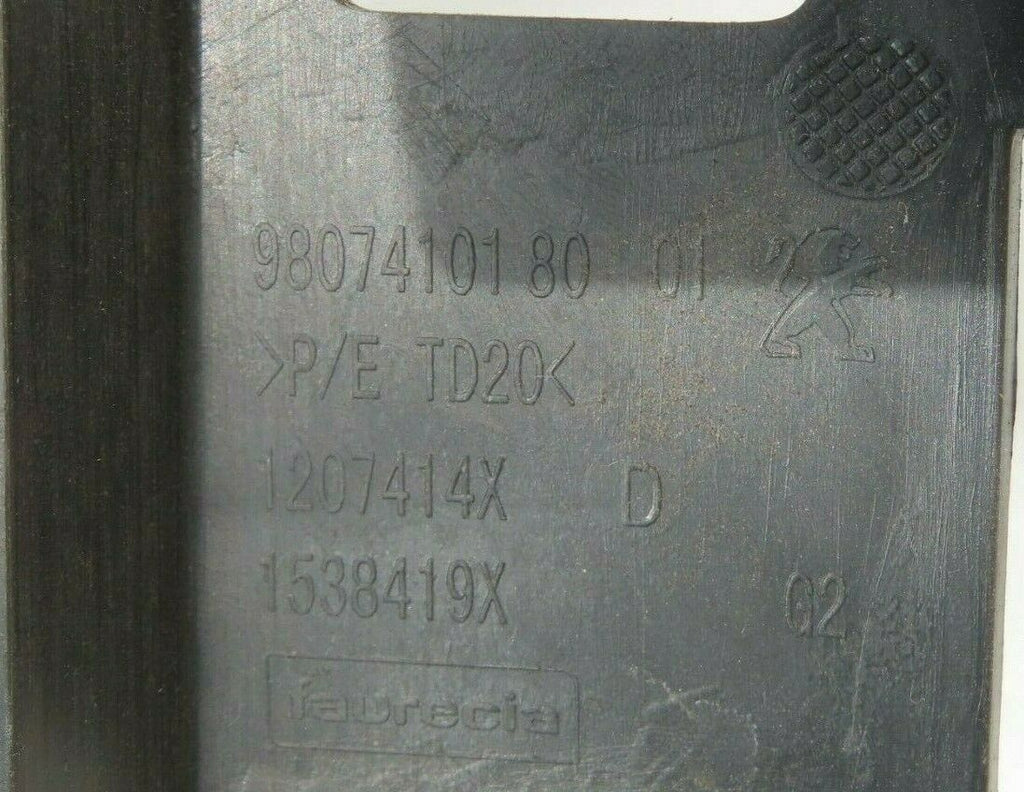 98074101 80 01
>P/E TD20<
1207414X D
1538419X G2
faurecia